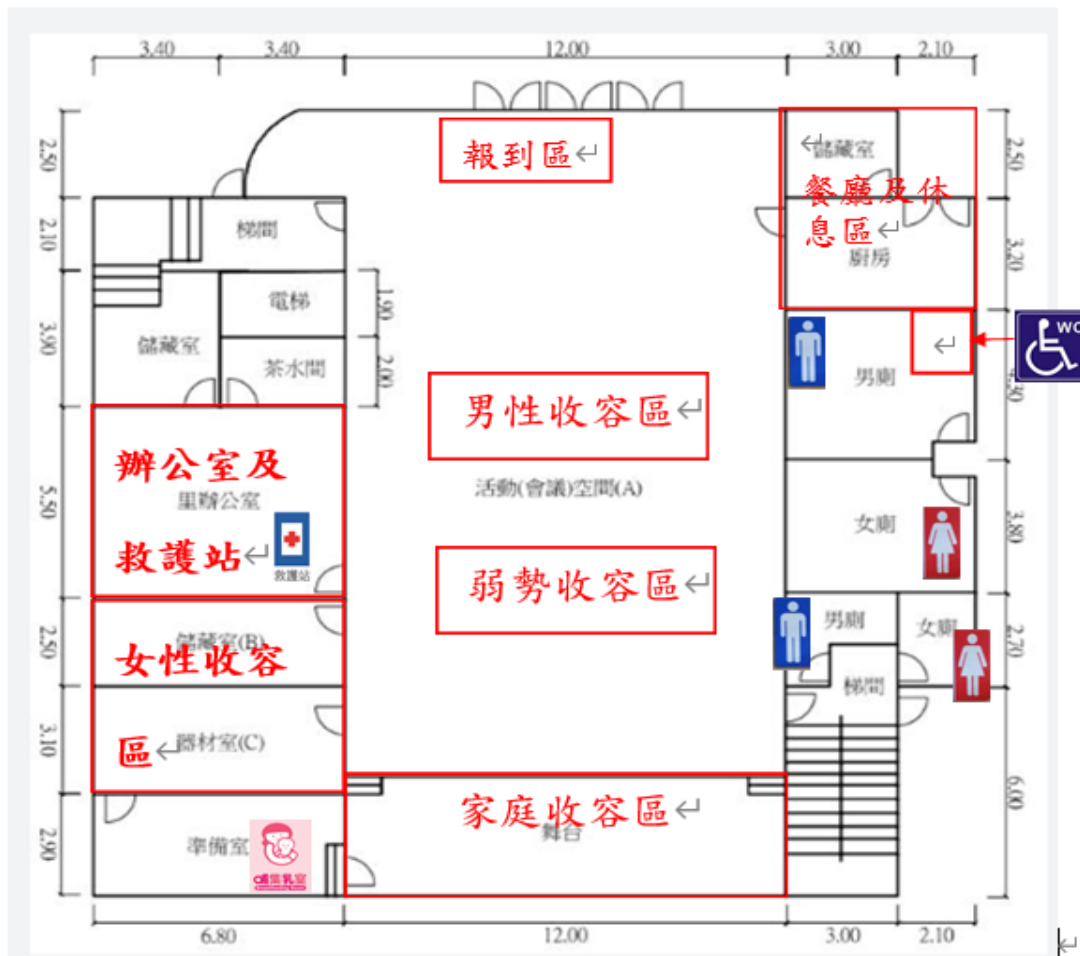 3.40 3.40 12.00 3.00 2.10
2.50
報到區
儲藏室
2.50
餐廳及休
息區
廚房
3.20
2.10
梯間
電梯
1.90
3.90
儲藏室
茶水間
2.00
WC
男廁
男性收容區
辦公室及
里辦公室
救護站
救護站
5.50
活動(會議)空間(A)
女廁
3.80
弱勢收容區
2.50
儲藏室(B)
女性收容
區
男廁
女廁
2.70
梯間
3.10
器材室(C)
家庭收容區
舞台
6.00
2.90
準備室
哺集乳室
6.80 12.00 3.00 2.10